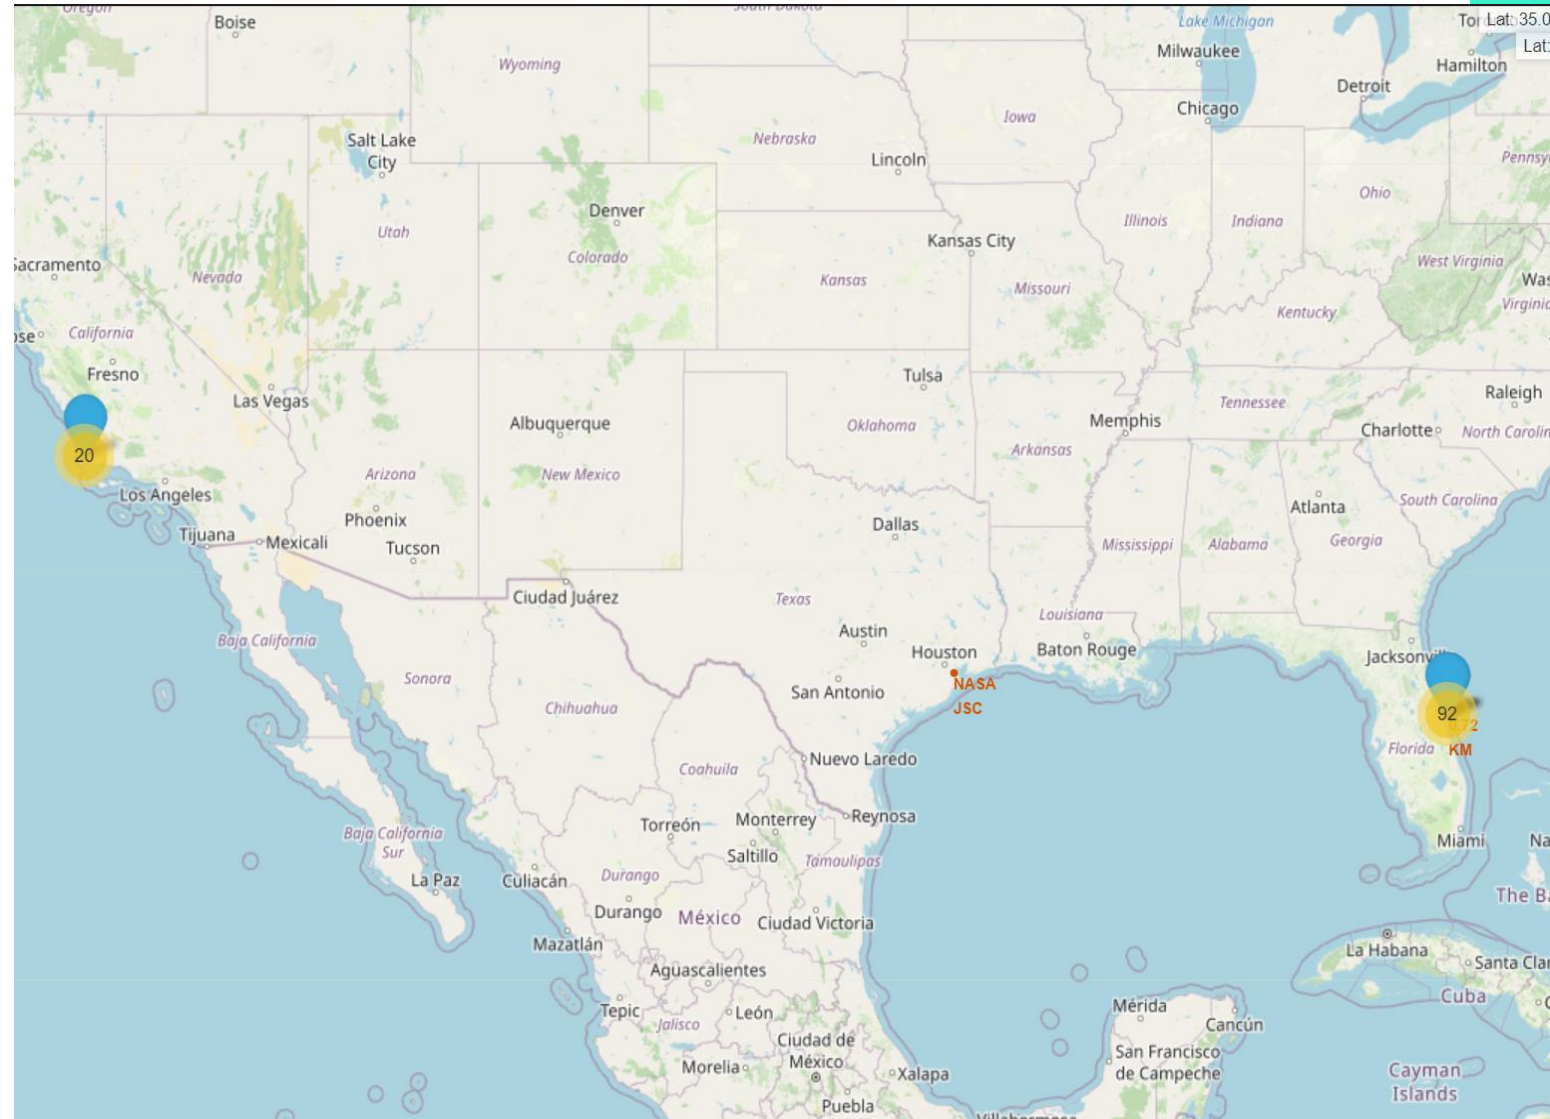 Oregon
Boise
South Dakota
Lake Michigan
Lat: 35.0
Lat:
Wyoming
Milwaukee
Hamilton
Detroit
Iowa
Chicago
Salt Lake
City
Nebraska
Lincoln
Pennsy
Ohio
Denver
Utah
Illinois
Indiana
Kansas City
Colorado
Sacramento
Nevada
Kansas
Missouri
West Virginia
Was
Virginia
Kentucky
California
ose
Fresno
Las Vegas
Tulsa
Raleigh
Tennessee
Albuquerque
Oklahoma
Memphis
Charlotte
North Carolin
20
Arkansas
Arizona
New Mexico
Los Angeles
South Carolina
Atlanta
Phoenix
Dallas
Tijuana
Mexicali
Tucson
Mississippi
Alabama
Georgia
Ciudad Juárez
Texas
Louisiana
Austin
Baja California
Houston
Baton Rouge
Jacksonvill
Sonora
NASA
JSC
San Antonio
Chihuahua
92
0.72
KM
Florida
Nuevo Laredo
Coahuila
Torreón
Monterrey
Reynosa
Baja California
Sur
Saltillo
Tamaulipas
Miami
Na
La Paz
Culiacán
Durango
The Ba
Durango
México
Ciudad Victoria
Mazatlán
La Habana
Santa Clar
Aguascalientes
Cuba
Tepic
León
Jalisco
Mérida
Cancún
Ciudad de
México
San Francisco
de Campeche
Morelia
Xalapa
Cayman
Islands
Puebla
Villahermosa